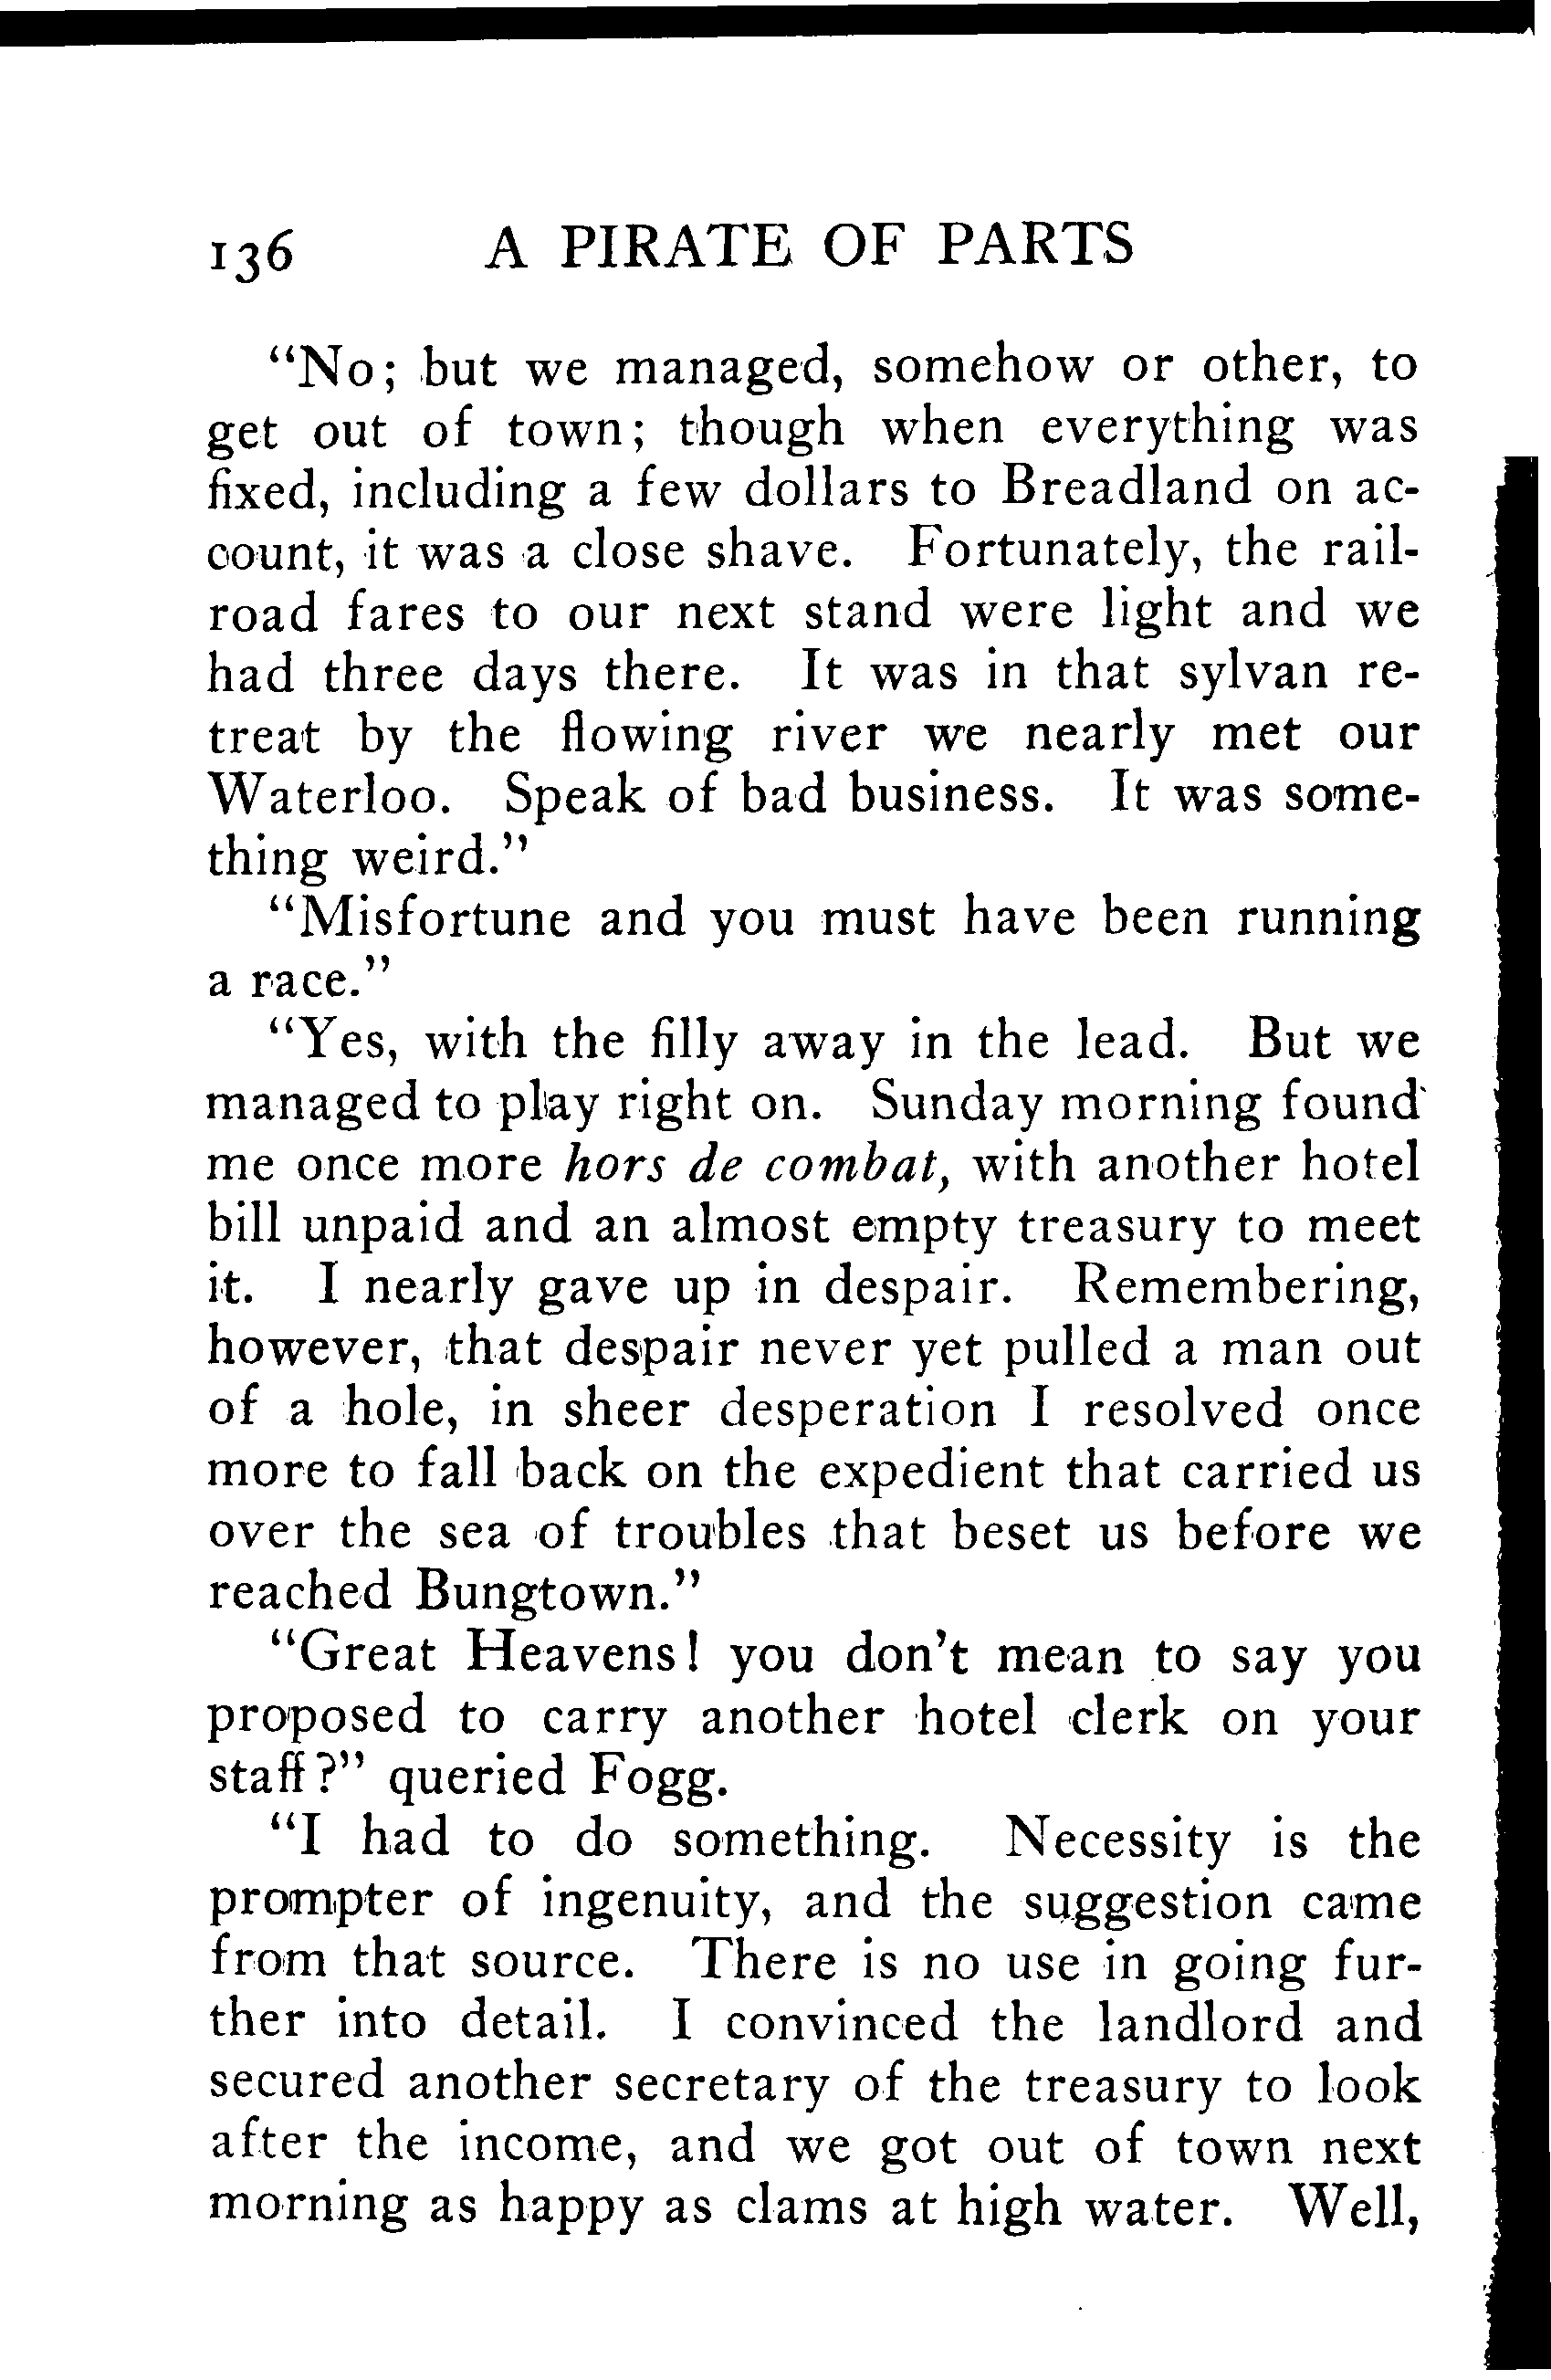 136 A PIRATE OF PARTS
"No; but we managed, somehow or other, to
get out of town; though when everything was
fixed, including a few dollars to Breadland on ac-
count, it was a close shave. Fortunately, the rail-
road fares to our next stand were light and we
had three days there. It was in that sylvan re-
treat by the flowing river we nearly met our
Waterloo. Speak of bad business. It was some-
thing weird."
"Misfortune and you must have been running
a race."
"Yes, with the filly away in the lead. But we
managed to play right on. Sunday morning found
me once more hors de combat, with another hotel
bill unpaid and an almost empty treasury to meet
it. I nearly gave up in despair. Remembering,
however, that despair never yet pulled a man out
of a hole, in sheer desperation I resolved once
more to fall back on the expedient that carried us
over the sea of troubles that beset us before we
reached Bungtown."
"Great Heavens! you don't mean to say you
proposed to carry another hotel clerk on your
staff?" queried Fogg.
"I had to do something. Necessity is the
prompter of ingenuity, and the suggestion came
from that source. There is no use in going fur-
ther into detail. I convinced the landlord and
secured another secretary of the treasury to look
after the income, and we got out of town next
morning as happy as clams at high water. Well,